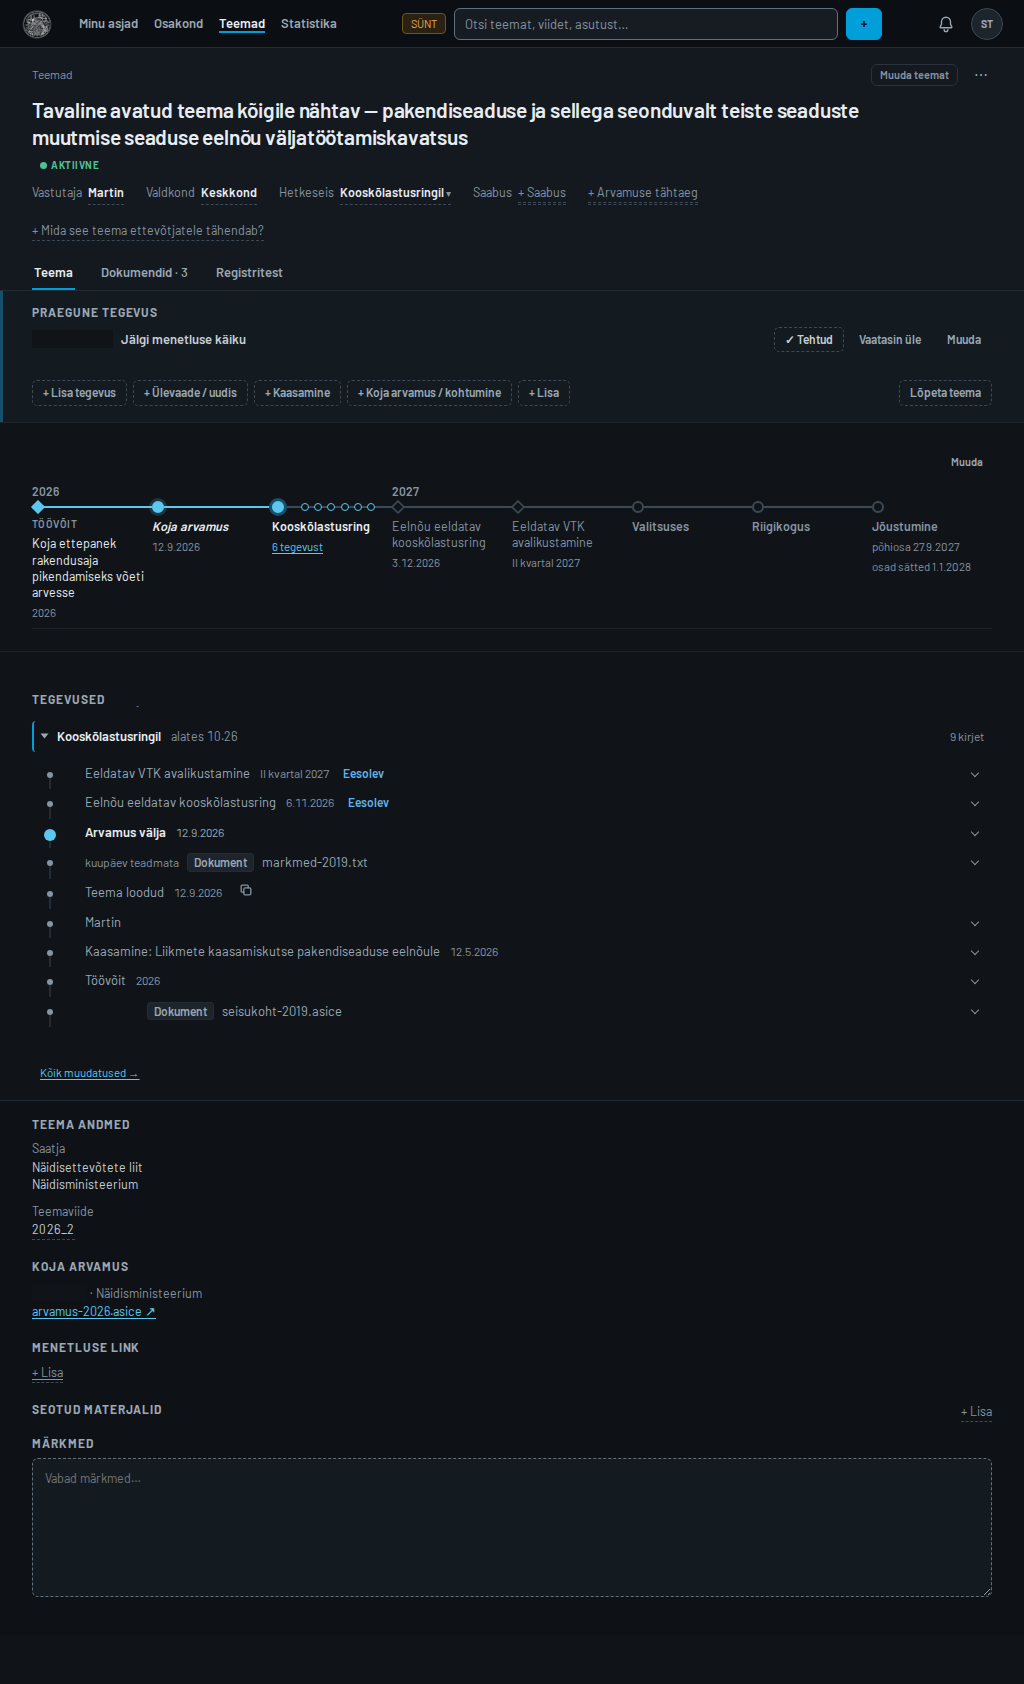 Minu asjad Osakond Teemad Statistika SÜNT Otsi teemat, viidet, asutust... + ST
Teemad Muuda teemat ...
Tavaline avatud teema kõigile nähtav — pakendiseaduse ja sellega seonduvalt teiste seaduste
muutmise seaduse eelnõu väljatöötamiskavatsus
AKTIIVNE
Vastutaja Martin Valdkond Keskkond Hetkeseis Kooskõlastusringil ▾ Saabus + Saabus + Arvamuse tähtaeg
+ Mida see teema ettevõtjatele tähendab?
Teema Dokumendid · 3 Registritest
PRAEGUNE TEGEVUS
Jälgi menetluse käiku ✓ Tehtud Vaatasin üle Muuda
+ Lisa tegevus + Ülevaade / uudis + Kaasamine + Koja arvamus / kohtumine + Lisa Lõpeta teema
Muuda
2026 2027
TÖÖVÕIT
Koja ettepanek
rakendusaja
pikendamiseks võeti
arvesse
2026
Koja arvamus
12.9.2026
Kooskõlastusring
6 tegevust
Eelnõu eeldatav
kooskõlastusring
3.12.2026
Eeldatav VTK
avalikustamine
II kvartal 2027
Valitsuses
Riigikogus
Jõustumine
põhiosa 27.9.2027
osad sätted 1.1.2028
TEGEVUSED
Kooskõlastusringil alates 10.26 9 kirjet
Eeldatav VTK avalikustamine II kvartal 2027 Eesolev
Eelnõu eeldatav kooskõlastusring 6.11.2026 Eesolev
Arvamus välja 12.9.2026
kuupäev teadmata Dokument markmed-2019.txt
Teema loodud 12.9.2026
Martin
Kaasamine: Liikmete kaasamiskutse pakendiseaduse eelnõule 12.5.2026
Töövõit 2026
Dokument seisukoht-2019.asice
Kõik muudatused →
TEEMA ANDMED
Saatja
Näidisettevõtete liit
Näidisministeerium
Teemaviide
2026_2
KOJA ARVAMUS
· Näidisministeerium
arvamus-2026.asice ↗
MENETLUSE LINK
+ Lisa
SEOTUD MATERJALID + Lisa
MÄRKMED
Vabad märkmed...